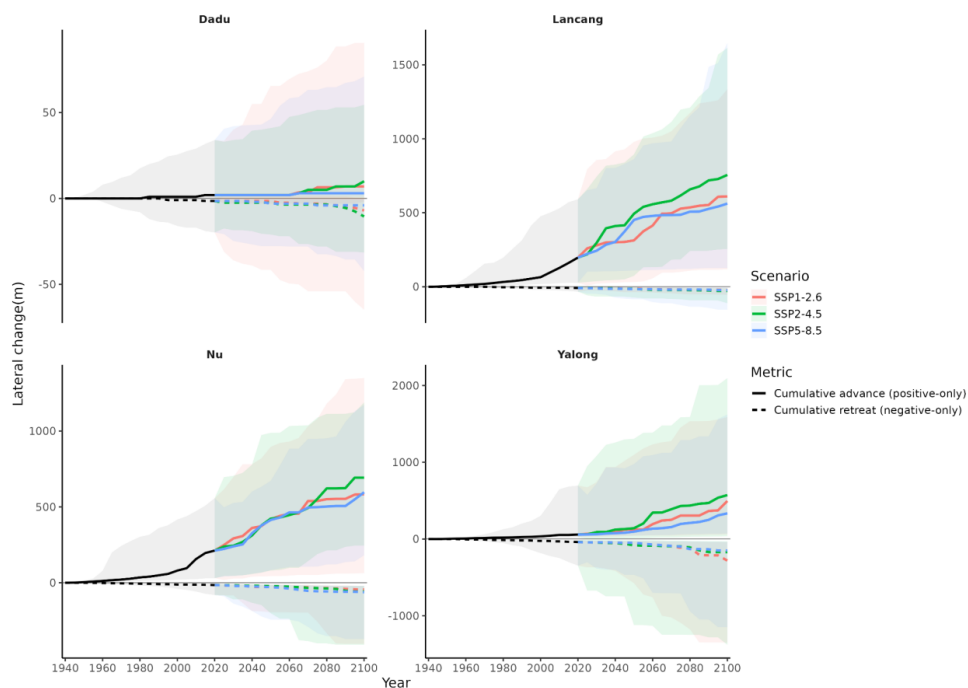 Dadu
Lancang
50
0
-50
1500
1000
500
0
Nu
Yalong
1000
500
0
2000
1000
0
-1000
1940 1960 1980 2000 2020 2040 2060 2080 2100
1940 1960 1980 2000 2020 2040 2060 2080 2100
Year
Lateral change(m)
Scenario
SSP1-2.6
SSP2-4.5
SSP5-8.5
Metric
Cumulative advance (positive-only)
Cumulative retreat (negative-only)